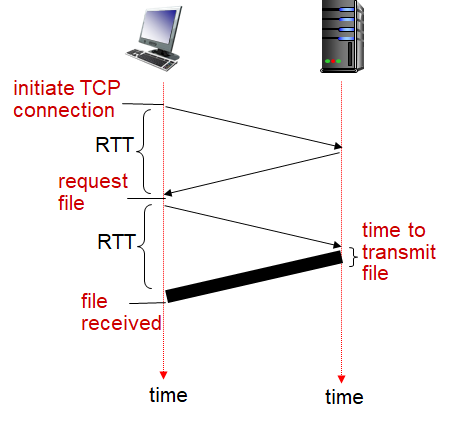 initiate TCP
connection
RTT
request
file
RTT
time to
transmit
file
file
received
time
time